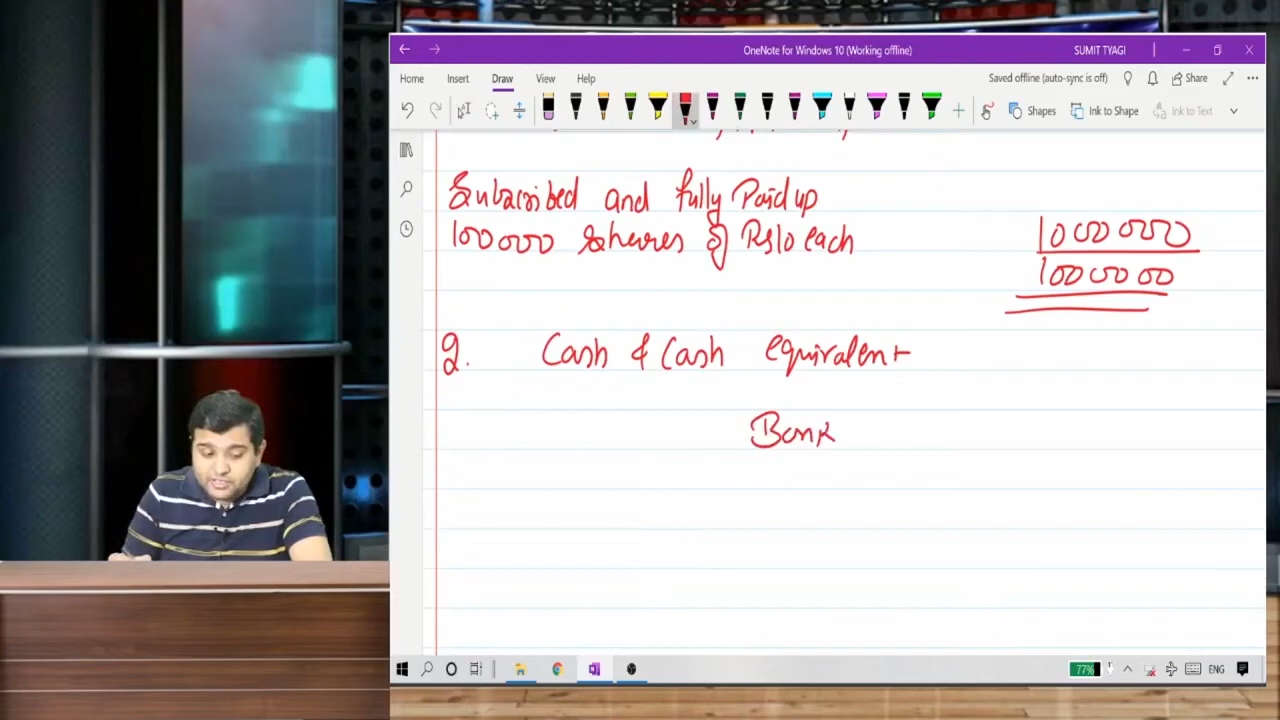 OneNote for Windows 10 (Working offline)
SUMIT TYAGI
Home Insert Draw View Help
Saved offline (auto-sync is off)
Share
Shapes
Ink to Shape
Ink to Text
Subscribed and fully Paid up
100000 Shares of Rs10 each
1000000
1000000
2. Cash & Cash equivalent
Bank
77%
ENG